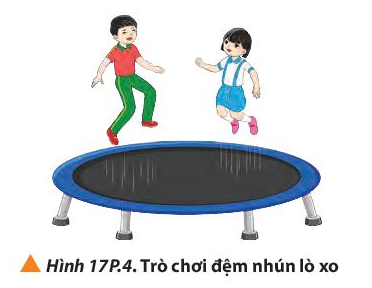 ▲ Hình 17P.4. Trò chơi đệm nhún lò xo